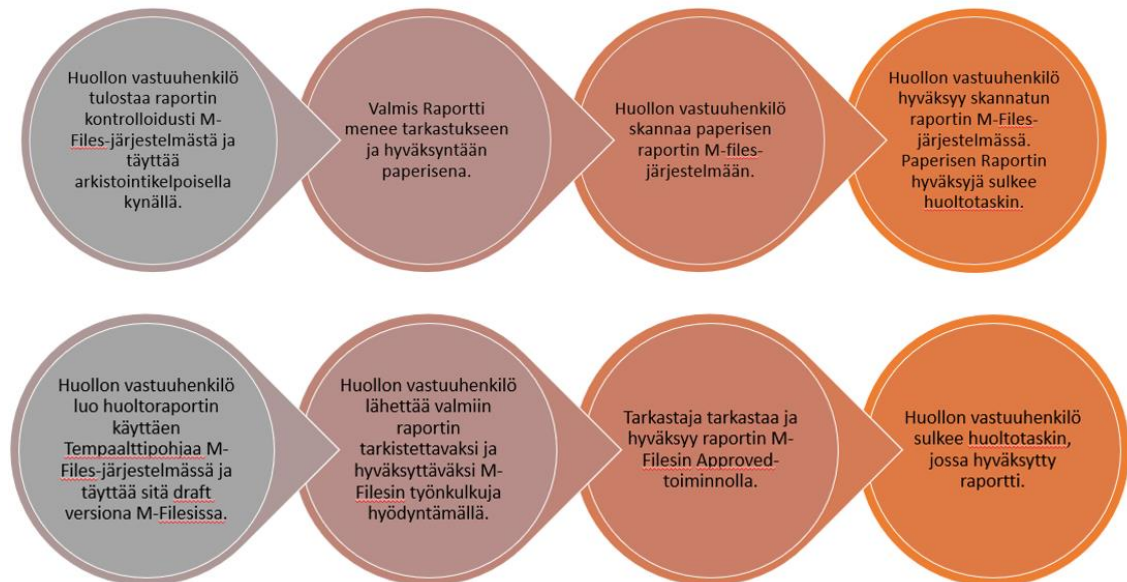 Huollon vastuuhenkilö
tulostaa raportin
kontrolloidusti M-
Files-järjestelmästä ja
täyttää
arkistointikelpoisella
kynällä.
Valmis Raportti
menee tarkastukseen
ja hyväksyntään
paperisena.
Huollon vastuuhenkilö
skannaa paperisen
raportin M-files-
järjestelmään.
Huollon vastuuhenkilö
hyväksyy skannatun
raportin M-Files-
järjestelmässä.
Paperisen Raportin
hyväksyjä sulkee
huoltotaskin.
Huollon vastuuhenkilö
luo huoltoraportin
käyttäen
Tempaalttipohjaa M-
Files-järjestelmässä ja
täyttää sitä draft
versiona M-Filesissa.
Huollon vastuuhenkilö
lähettää valmiin
raportin
tarkistettavaksi ja
hyväksyttäväksi M-
Filesin työnkulkuja
hyödyntämällä.
Tarkastaja tarkastaa ja
hyväksyy raportin M-
Filesin Approved-
toiminnolla.
Huollon vastuuhenkilö
sulkee huoltotaskin,
jossa hyväksytty
raportti.